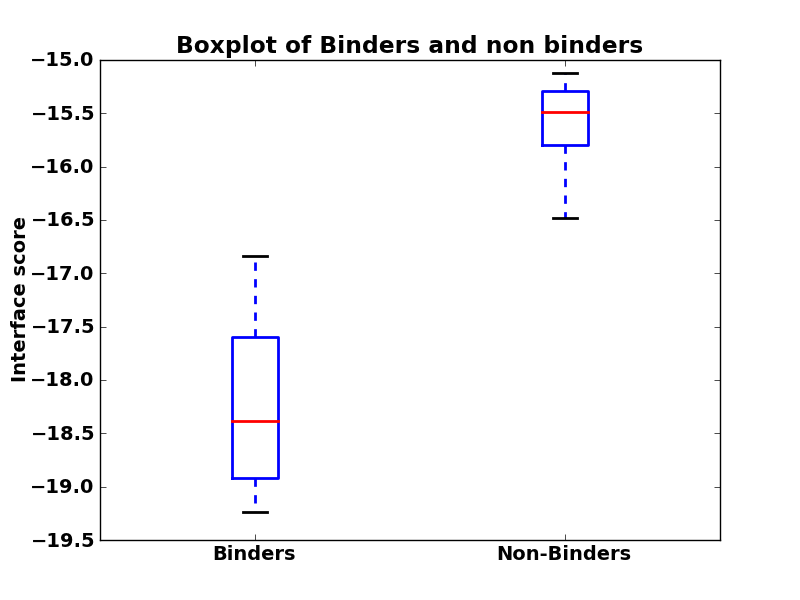 Boxplot of Binders and non binders
Interface score
−15.0
−15.5
−16.0
−16.5
−17.0
−17.5
−18.0
−18.5
−19.0
−19.5
Binders
Non-Binders